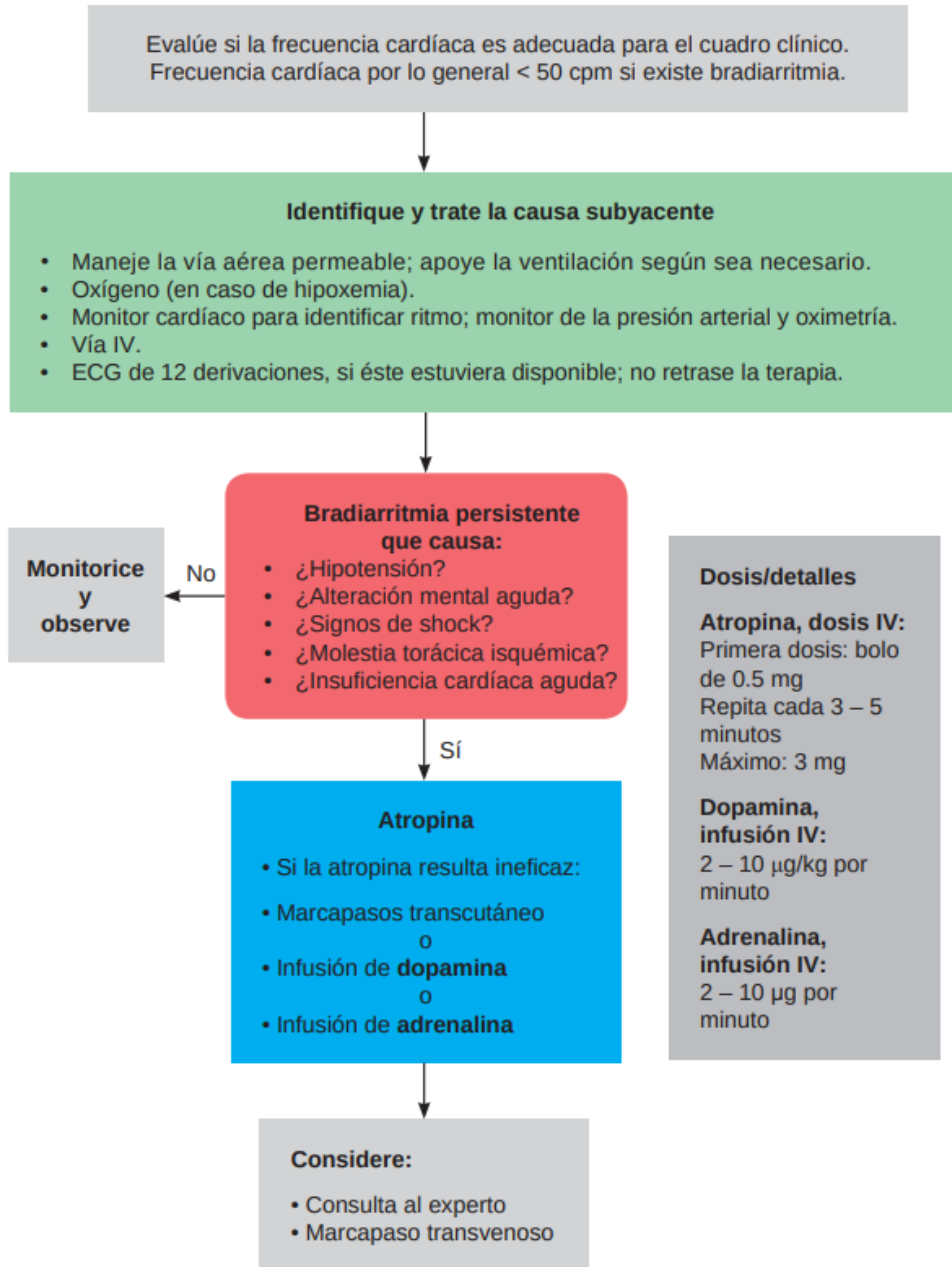 Evalúe si la frecuencia cardíaca es adecuada para el cuadro clínico.
Frecuencia cardíaca por lo general < 50 cpm si existe bradiarritmia.
Identifique y trate la causa subyacente
• Maneje la vía aérea permeable; apoye la ventilación según sea necesario.
• Oxígeno (en caso de hipoxemia).
• Monitor cardíaco para identificar ritmo; monitor de la presión arterial y oximetría.
• Vía IV.
• ECG de 12 derivaciones, si éste estuviera disponible; no retrase la terapia.
Bradiarritmia persistente
que causa:
• ¿Hipotensión?
• ¿Alteración mental aguda?
• ¿Signos de shock?
• ¿Molestia torácica isquémica?
• ¿Insuficiencia cardíaca aguda?
No
Monitorice
y
observe
Sí
Atropina
• Si la atropina resulta ineficaz:
• Marcapasos transcutáneo
o
• Infusión de dopamina
o
• Infusión de adrenalina
Dosis/detalles
Atropina, dosis IV:
Primera dosis: bolo
de 0.5 mg
Repita cada 3 – 5
minutos
Máximo: 3 mg
Dopamina,
infusión IV:
2 – 10 μg/kg por
minuto
Adrenalina,
infusión IV:
2 – 10 µg por
minuto
Considere:
• Consulta al experto
• Marcapaso transvenoso